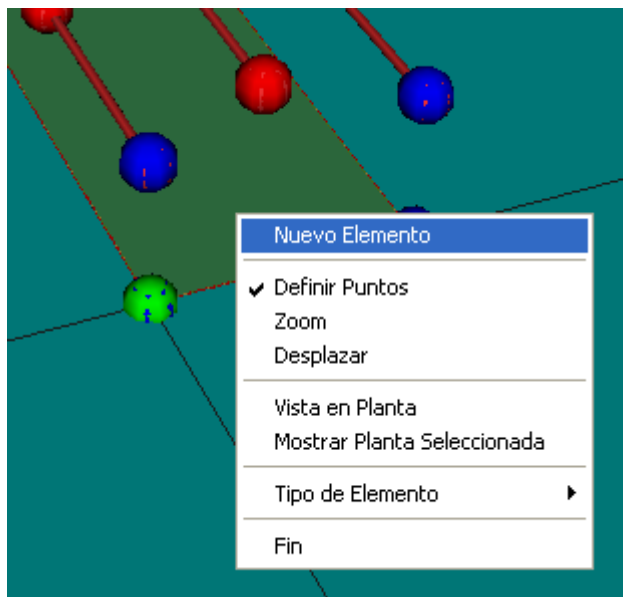 Nuevo Elemento
Definir Puntos
Zoom
Desplazar
Vista en Planta
Mostrar Planta Seleccionada
Tipo de Elemento
Fin